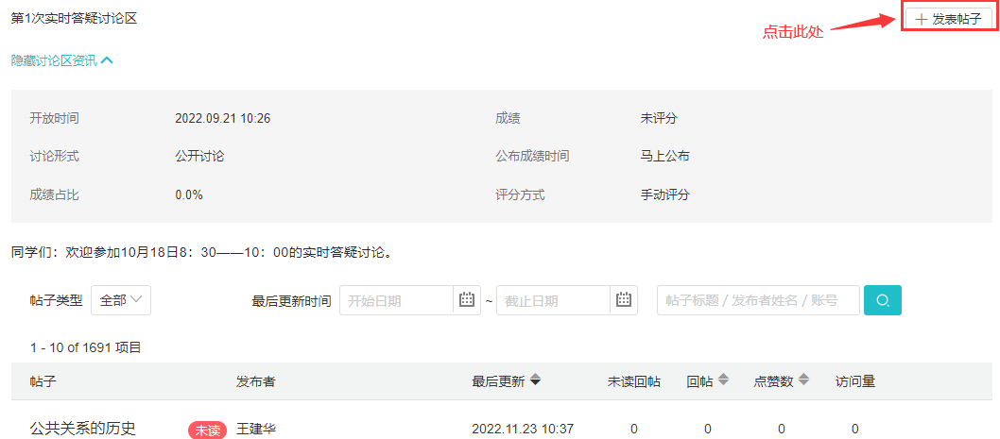 第1次实时答疑讨论区
＋ 发表帖子
点击此处
隐藏讨论区资讯
开放时间 2022.09.21 10:26 成绩 未评分
讨论形式 公开讨论 公布成绩时间 马上公布
成绩占比 0.0% 评分方式 手动评分
同学们：欢迎参加10月18日8：30——10：00的实时答疑讨论。
帖子类型 全部 最后更新时间 开始日期 ~ 截止日期 帖子标题 / 发布者姓名 / 账号
1 - 10 of 1691 项目
帖子 发布者 最后更新 未读回帖 回帖 点赞数 访问量
公共关系的历史 未读 王建华 2022.11.23 10:37 0 0 0 0